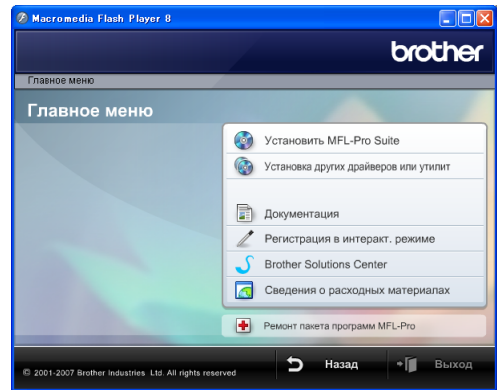 Macromedia Flash Player 8
brother
Главное меню
Главное меню
Установить MFL-Pro Suite
Установка других драйверов или утилит
Документация
Регистрация в интеракт. режиме
Brother Solutions Center
Сведения о расходных материалах
Ремонт пакета программ MFL-Pro
© 2001-2007 Brother Industries Ltd. All rights reserved
Назад
Выход